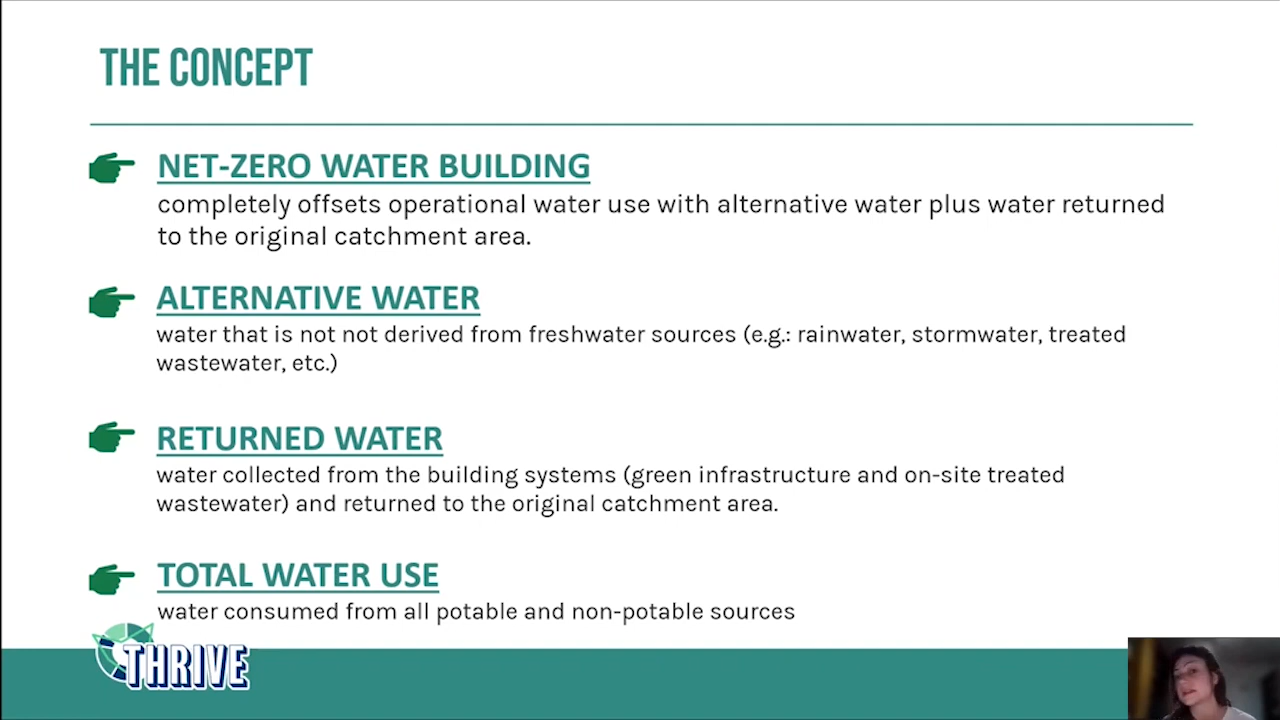 THE CONCEPT
NET-ZERO WATER BUILDING
completely offsets operational water use with alternative water plus water returned
to the original catchment area.
ALTERNATIVE WATER
water that is not not derived from freshwater sources (e.g.: rainwater, stormwater, treated
wastewater, etc.)
RETURNED WATER
water collected from the building systems (green infrastructure and on-site treated
wastewater) and returned to the original catchment area.
TOTAL WATER USE
water consumed from all potable and non-potable sources
THRIVE